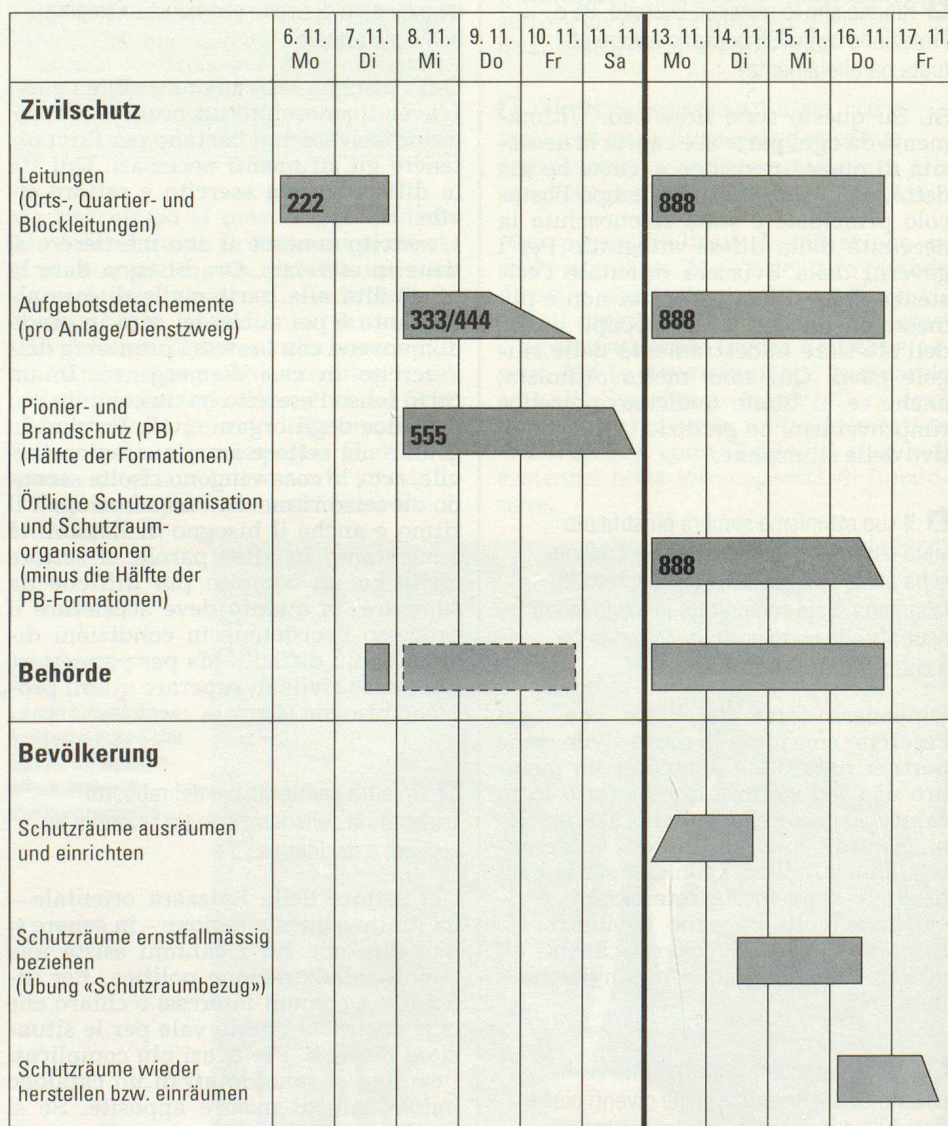 6. 11. 7. 11. 8. 11. 9. 11. 10. 11. 11. 11. 13. 11. 14. 11. 15. 11. 16. 11. 17. 11.
Mo Di Mi Do Fr Sa Mo Di Mi Do Fr
Zivilschutz
Leitungen
(Orts-, Quartier- und
Blockleitungen)
222 888
Aufgebotsequipen
(pro Anlage/Dienstzweig)
333/444 888
Pionier- und
Brandschutz (PB)
(Hälfte der Formationen)
555
Örtliche Schutzorganisation
und Schutzraum-
organisationen
(minus die Hälfte der
PB-Formationen)
888
Behörde
Bevölkerung
Schutzräume ausräumen
und einrichten
Schutzräume ernstfallmässig
beziehen
(Übung «Schutzraumbezug»)
Schutzräume wieder
herstellen bzw. einräumen